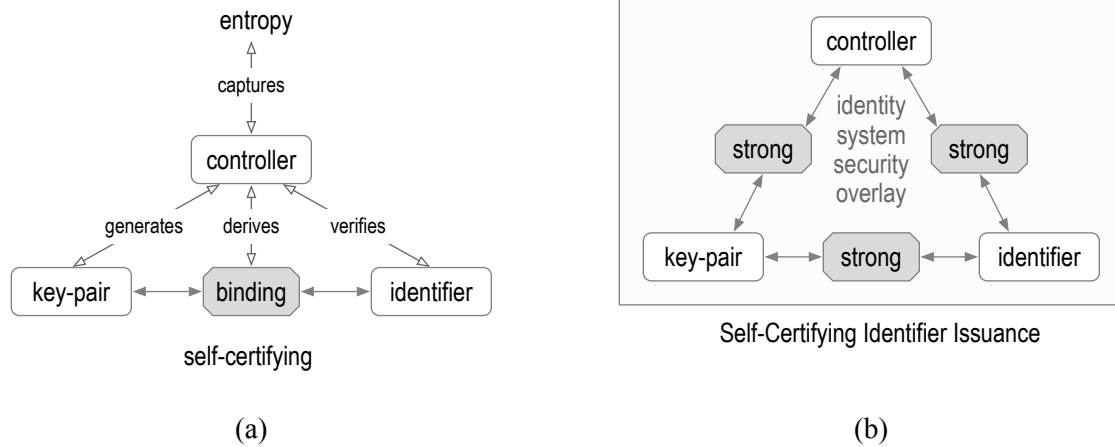 entropy
captures
controller
generates
derives
verifies
key-pair
binding
identifier
self-certifying
(a)
controller
identity
system
security
overlay
strong
strong
key-pair
strong
identifier
Self-Certifying Identifier Issuance
(b)